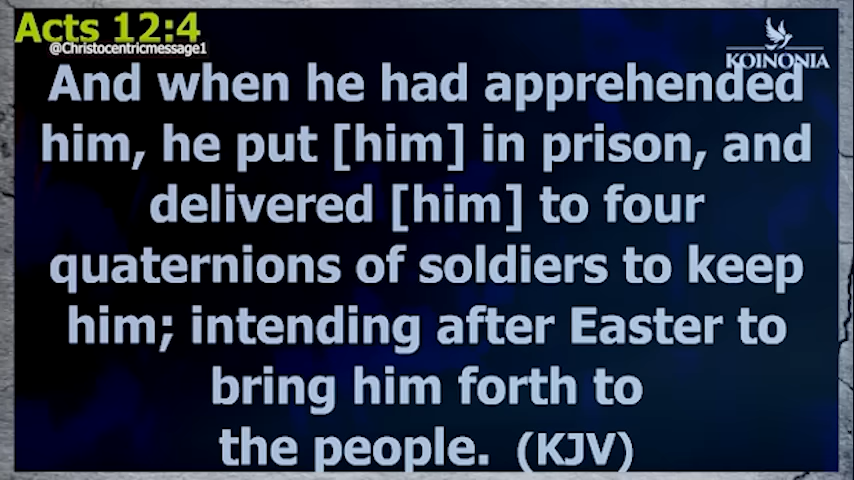 Acts 12:4
@Christocentricmessage1
KOINONIA
And when he had apprehended
him, he put [him] in prison, and
delivered [him] to four
quaternions of soldiers to keep
him; intending after Easter to
bring him forth to
the people. (KJV)